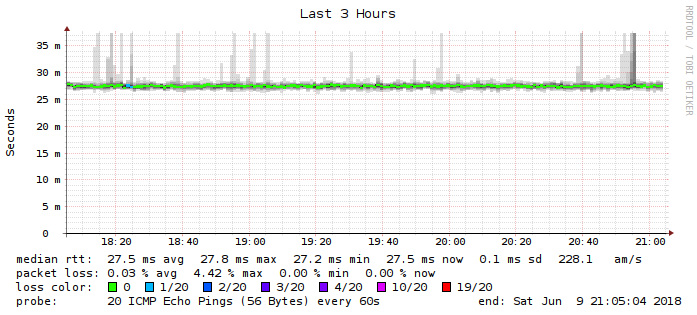 Last 3 Hours
RRDTOOL / TOBI OETIKER
Seconds
35 m
30 m
25 m
20 m
15 m
10 m
5 m
0
18:20 18:40 19:00 19:20 19:40 20:00 20:20 20:40 21:00
median rtt: 27.5 ms avg 27.8 ms max 27.2 ms min 27.5 ms now 0.1 ms sd 228.1 am/s
packet loss: 0.03 % avg 4.42 % max 0.00 % min 0.00 % now
loss color: 0 1/20 2/20 3/20 4/20 10/20 19/20
probe: 20 ICMP Echo Pings (56 Bytes) every 60s end: Sat Jun 9 21:05:04 2018